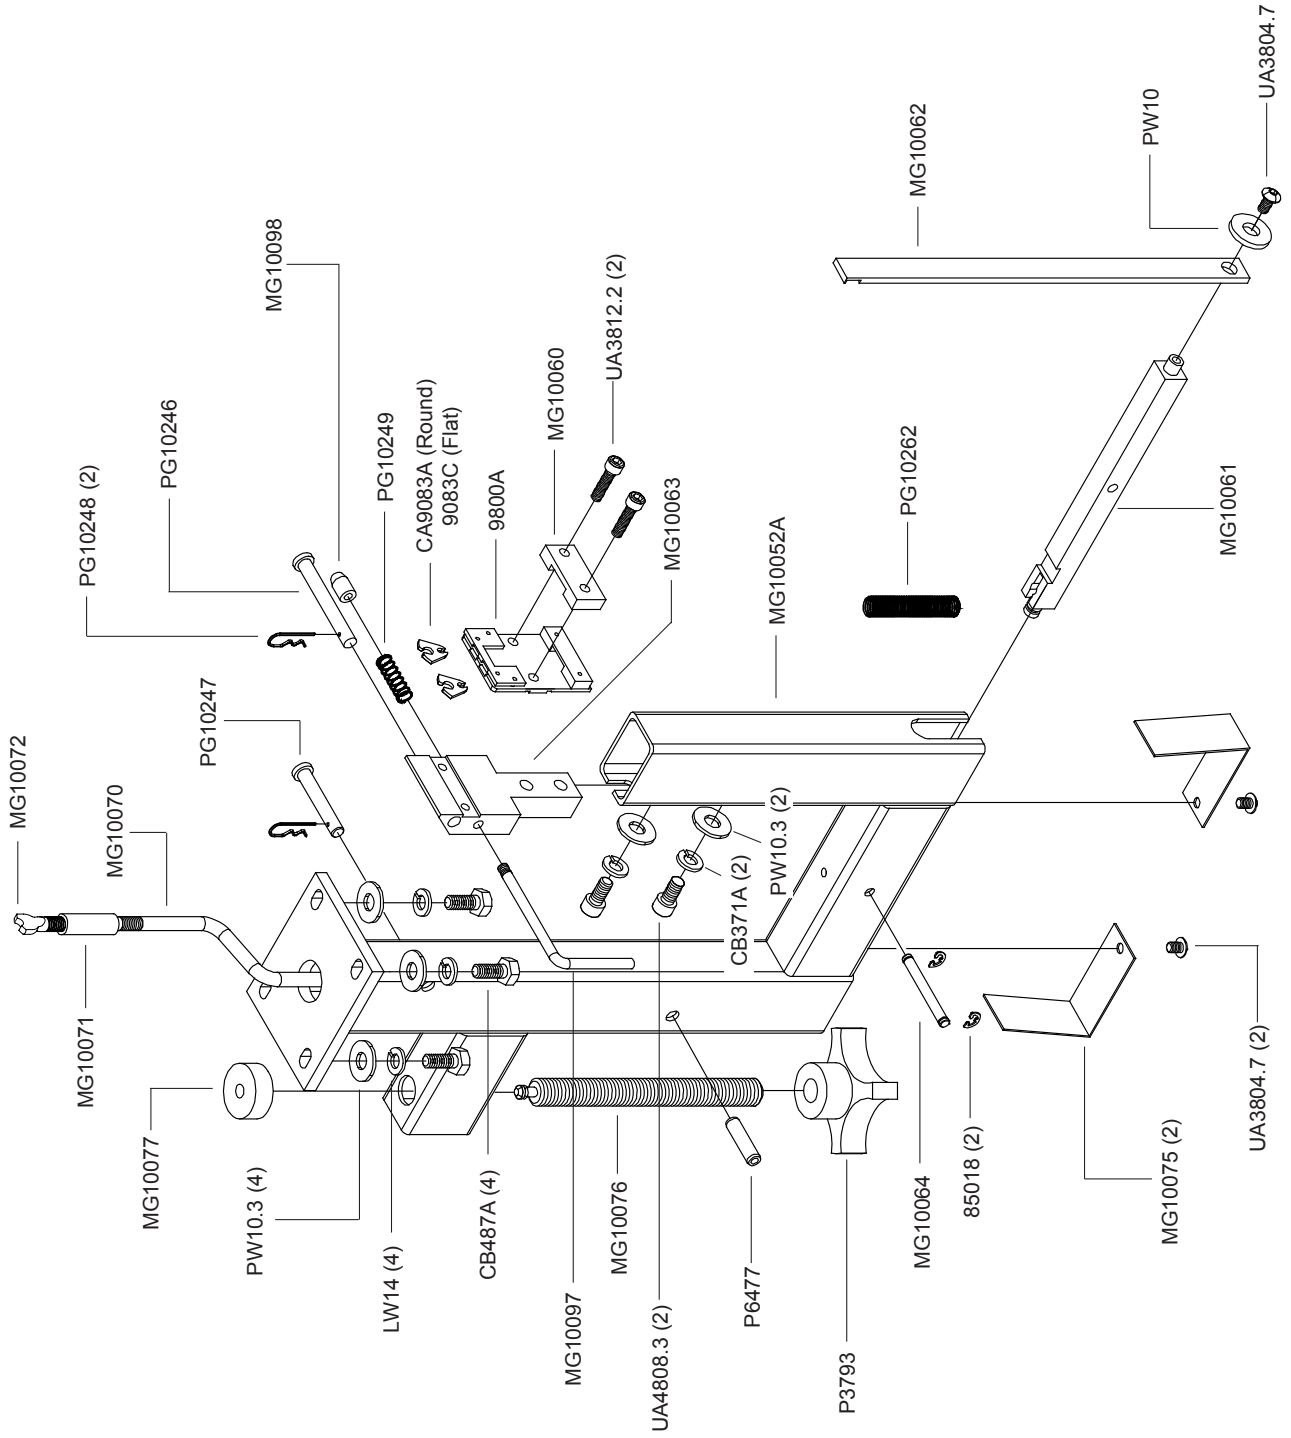 MG10072
MG10070
MG10071
MG10077
PW10.3 (4)
LW14 (4)
CB487A (4)
MG10097
MG10076
UA4808.3 (2)
P6477
P3793
PG10248 (2)
PG10246
PG10247
MG10098
PG10249
CA9083A (Round)
9083C (Flat)
9800A
MG10060
UA3812.2 (2)
MG10063
MG10052A
PW10.3 (2)
CB371A (2)
PG10262
MG10062
PW10
UA3804.7
MG10061
MG10064
85018 (2)
MG10075 (2)
UA3804.7 (2)